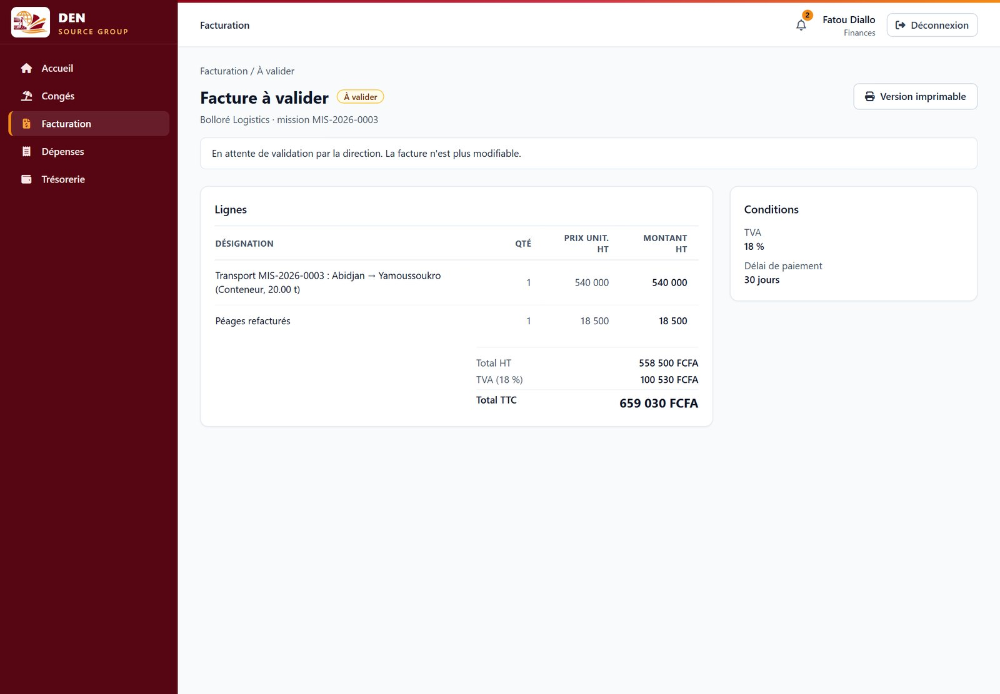 DEN
SOURCE GROUP
Accueil
Congés
Facturation
Dépenses
Trésorerie
Facturation
2
Fatou Diallo
Finances
Déconnexion
Facturation / À valider
Facture à valider
À valider
Version imprimable
Bolloré Logistics · mission MIS-2026-0003
En attente de validation par la direction. La facture n'est plus modifiable.
Lignes
DÉSIGNATION
QTÉ
PRIX UNIT.
HT
MONTANT
HT
Transport MIS-2026-0003 : Abidjan → Yamoussoukro
(Conteneur, 20.00 t)
1
540 000
540 000
Péages refacturés
1
18 500
18 500
Total HT
558 500 FCFA
TVA (18 %)
100 530 FCFA
Total TTC
659 030 FCFA
Conditions
TVA
18 %
Délai de paiement
30 jours